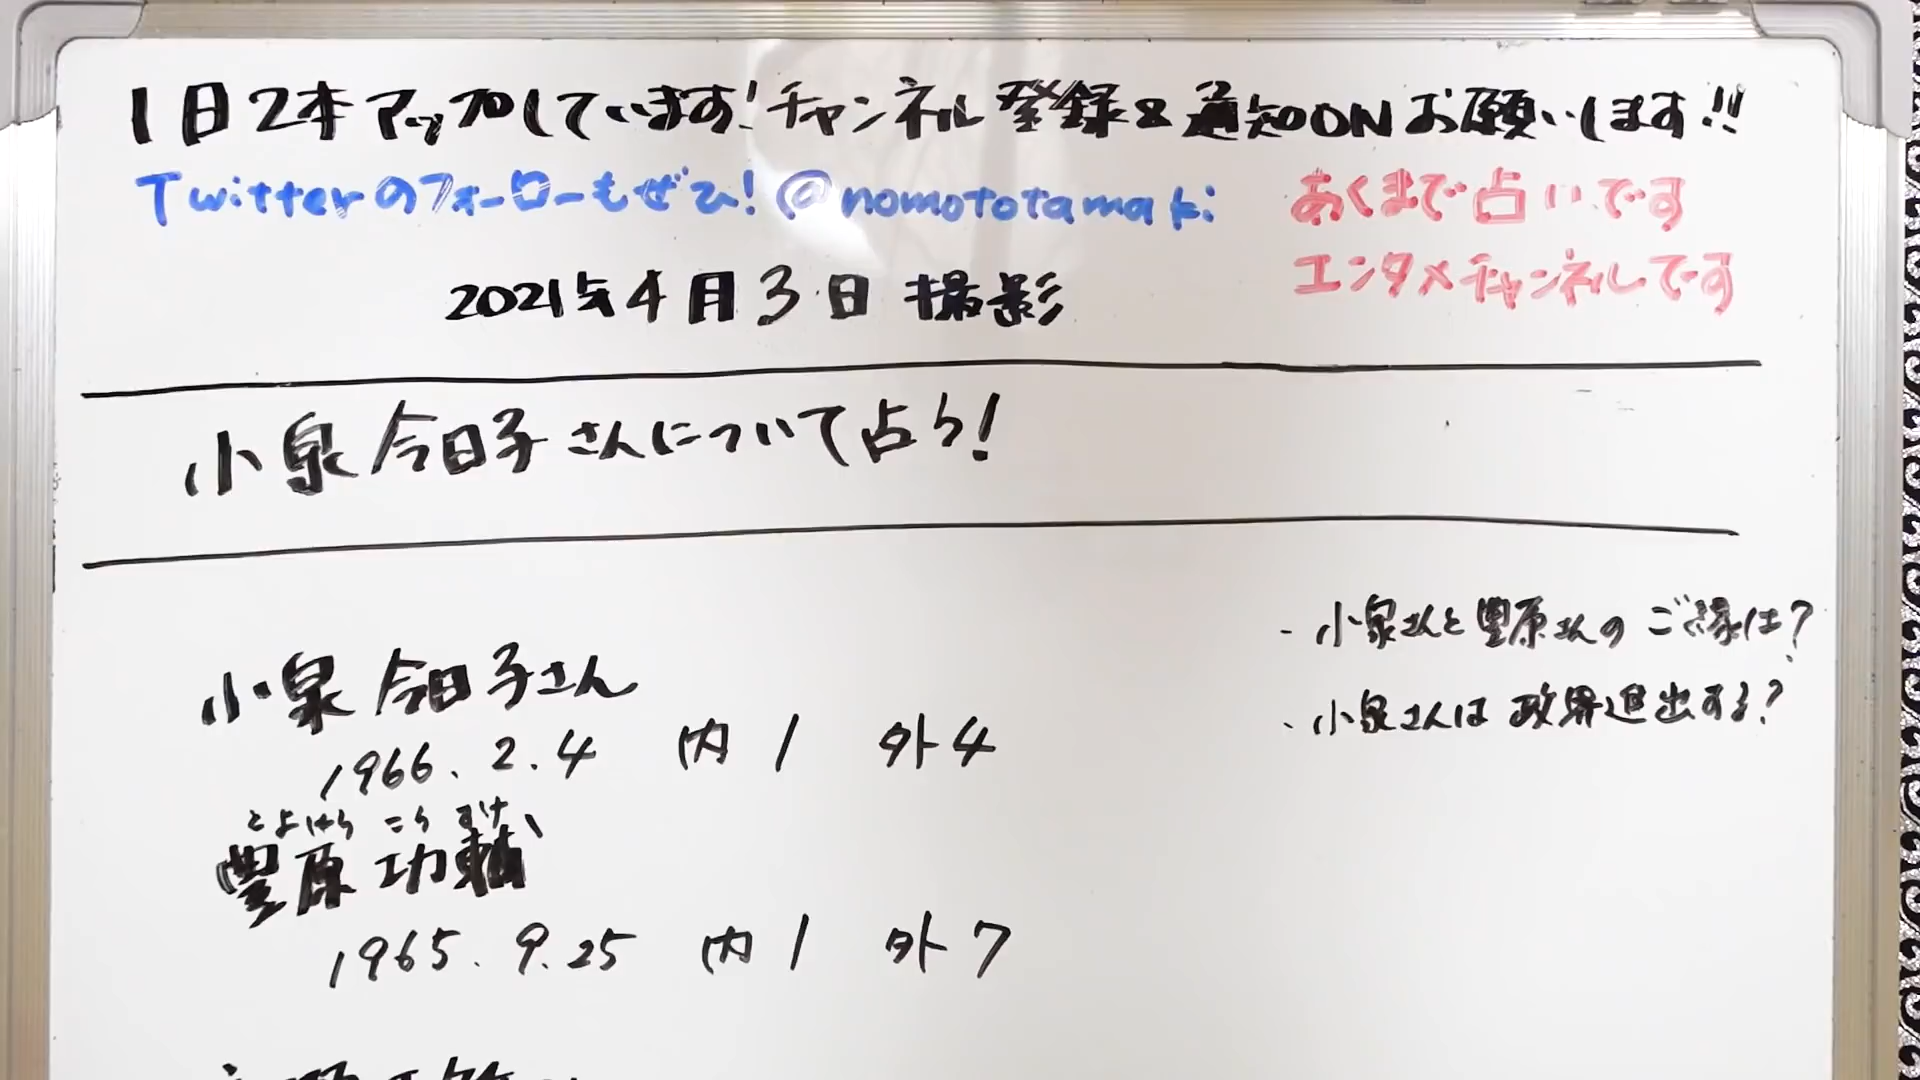 1日2本アップしています!チャンネル登録&通知ONお願いします!!
Twitterのフォローもぜひ!@nomototamaki
あくまで占いです
エンタメチャンネルです
2021年4月3日撮影
小泉今日子さんについて占う!
小泉今日子さん
1966.2.4 内1 外4
とよはら こうすけ
豊原功輔
1965.9.25 内1 外7
・小泉さんと豊原さんのご縁は?
・小泉さんは政界進出する?